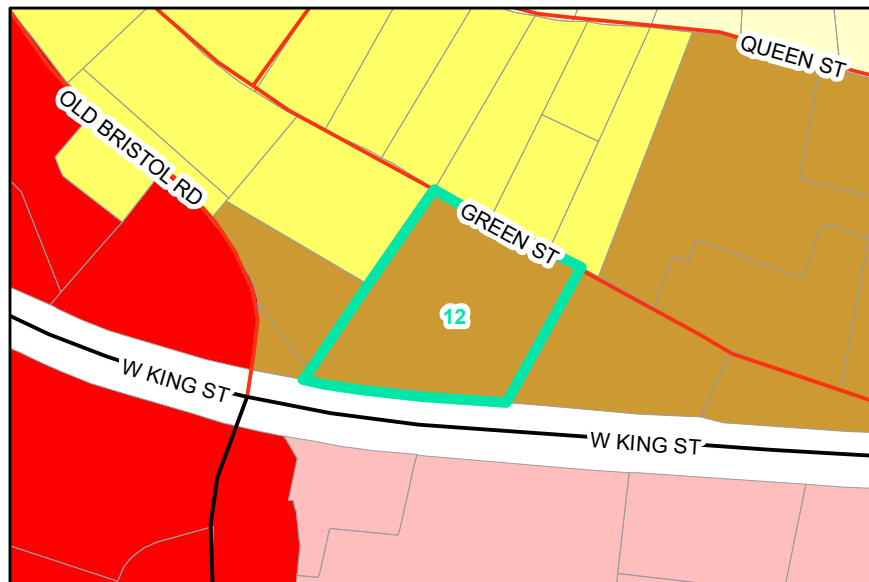 QUEEN ST
OLD BRISTOL RD
GREEN ST
12
W KING ST
W KING ST